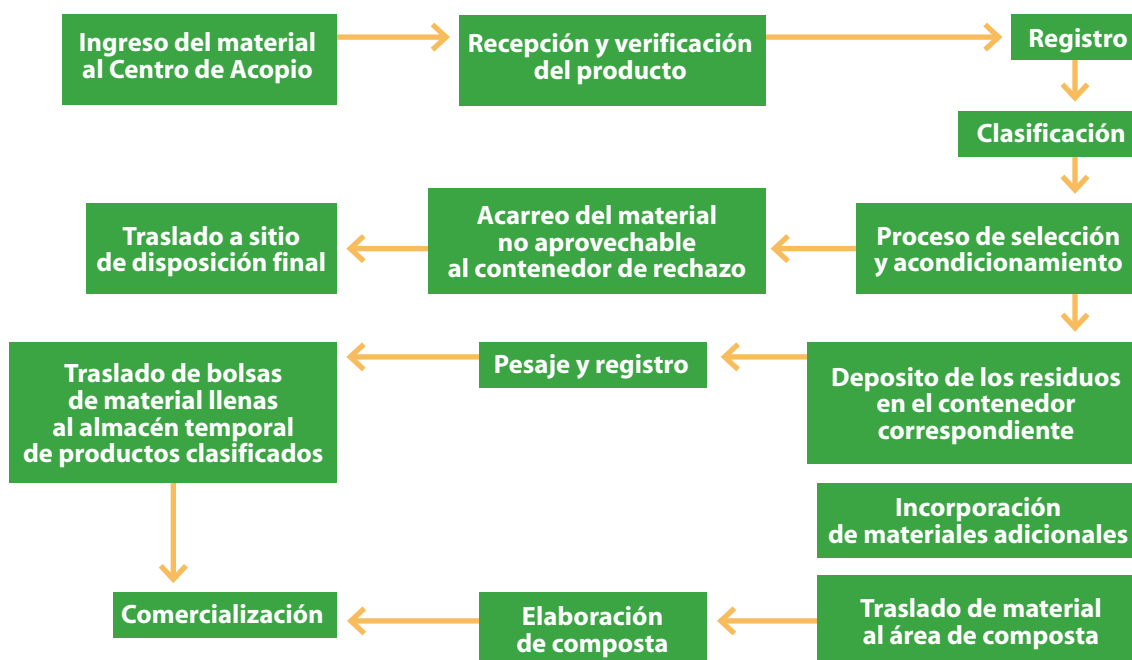 Ingreso del material
al Centro de Acopio
Recepción y verificación
del producto
Registro
Clasificación
Proceso de selección
y acondicionamiento
Acarreo del material
no aprovechable
al contenedor de rechazo
Traslado a sitio
de disposición final
Deposito de los residuos
en el contenedor
correspondiente
Pesaje y registro
Traslado de bolsas
de material llenas
al almacén temporal
de productos clasificados
Incorporación
de materiales adicionales
Traslado de material
al área de composta
Elaboración
de composta
Comercialización